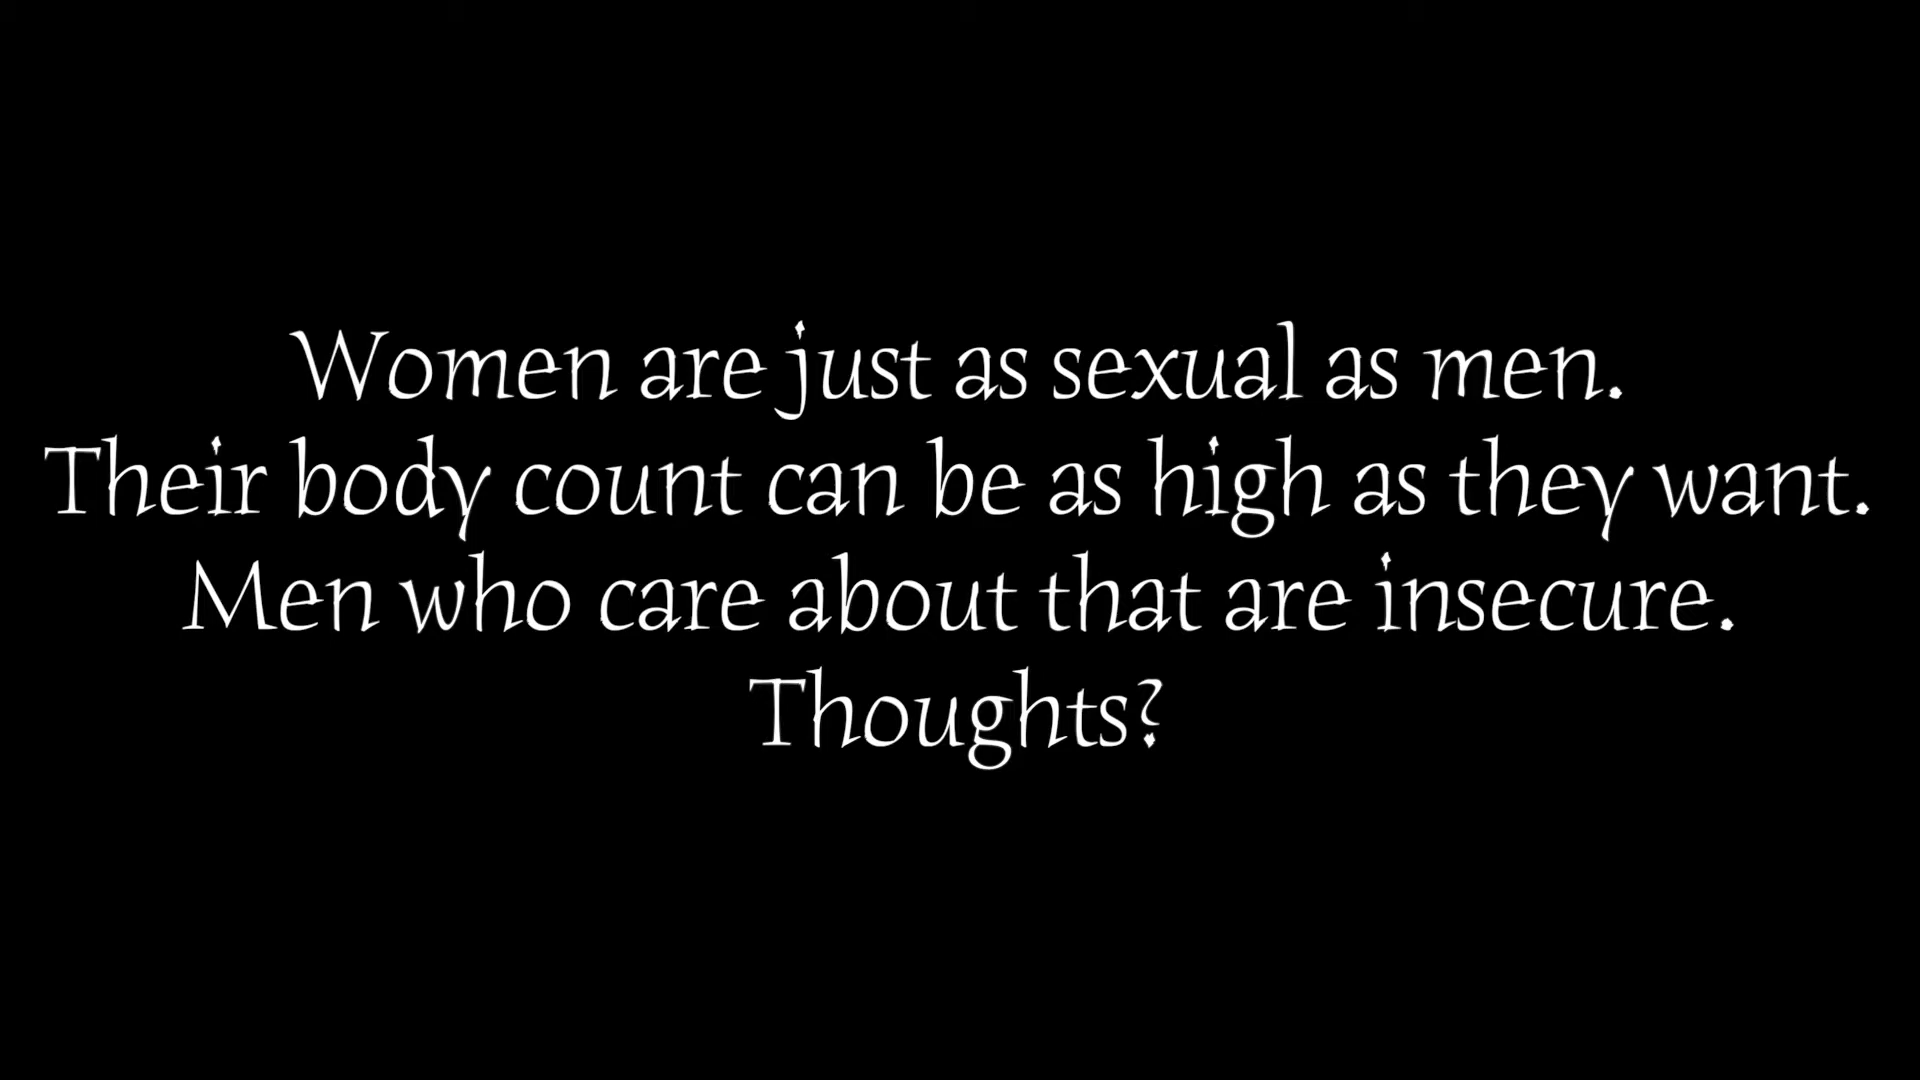 Women are just as sexual as men.
Their body count can be as high as they want.
Men who care about that are insecure.
Thoughts?